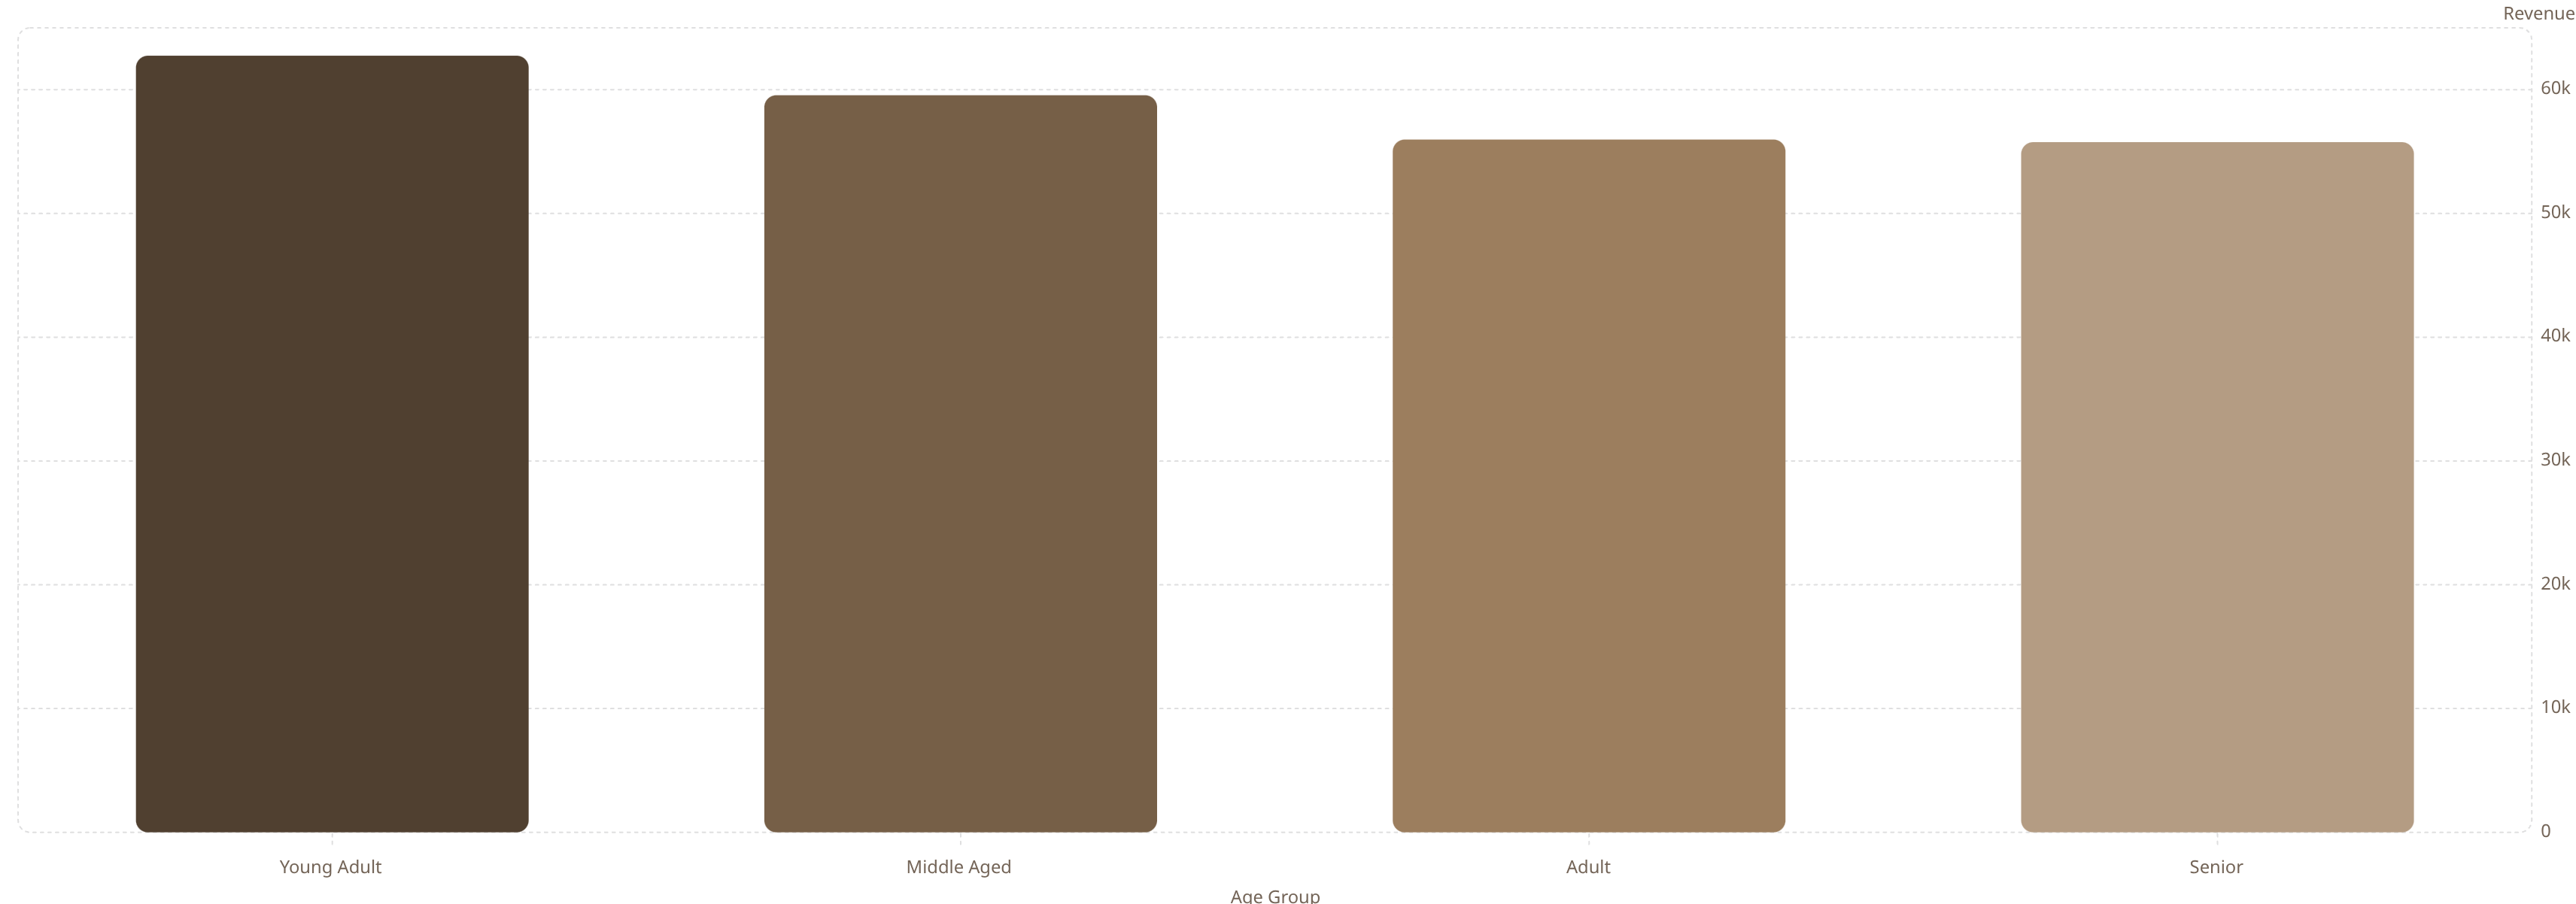 Revenue
60k
50k
40k
30k
20k
10k
0
Young Adult
Middle Aged
Adult
Senior
Age Group